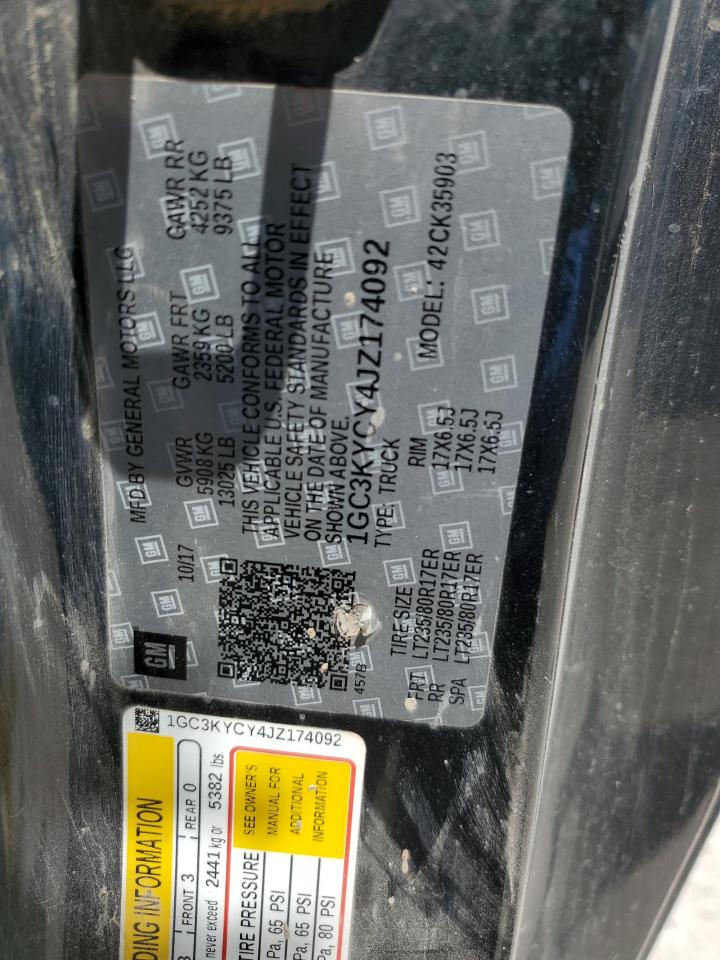 GM
10/17
MFD BY GENERAL MOTORS LLG
GVWR GAWR FRT GAWR RR
5908 KG 2359 KG 4252 KG
13025 LB 5200 LB 9375 LB
THIS VEHICLE CONFORMS TO ALL
APPLICABLE U.S. FEDERAL MOTOR
VEHICLE SAFETY STANDARDS IN EFFECT
ON THE DATE OF MANUFACTURE
SHOWN ABOVE.
1GC3KYCY4JZ174092
TYPE: TRUCK
MODEL: 42CK35903
457B
TIRE SIZE RIM
FRT LT235/80R17ER 17X6.5J
RR LT235/80R17ER 17X6.5J
SPA LT235/80R17ER 17X6.5J
1GC3KYCY4JZ174092
DING INFORMATION
3 FRONT 3 REAR 0
never exceed 2441 kg or 5382 lbs
TIRE PRESSURE
Pa, 65 PSI
Pa, 65 PSI
Pa, 80 PSI
SEE OWNER'S
MANUAL FOR
ADDITIONAL
INFORMATION